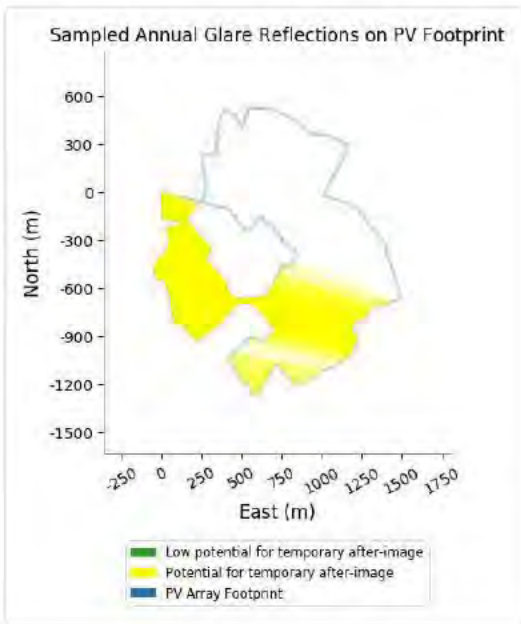 Sampled Annual Glare Reflections on PV Footprint
600
300
0
-300
-600
-900
-1200
-1500
North (m)
-250
0
250
500
750
1000
1250
1500
1750
East (m)
Low potential for temporary after-image
Potential for temporary after-image
PV Array Footprint